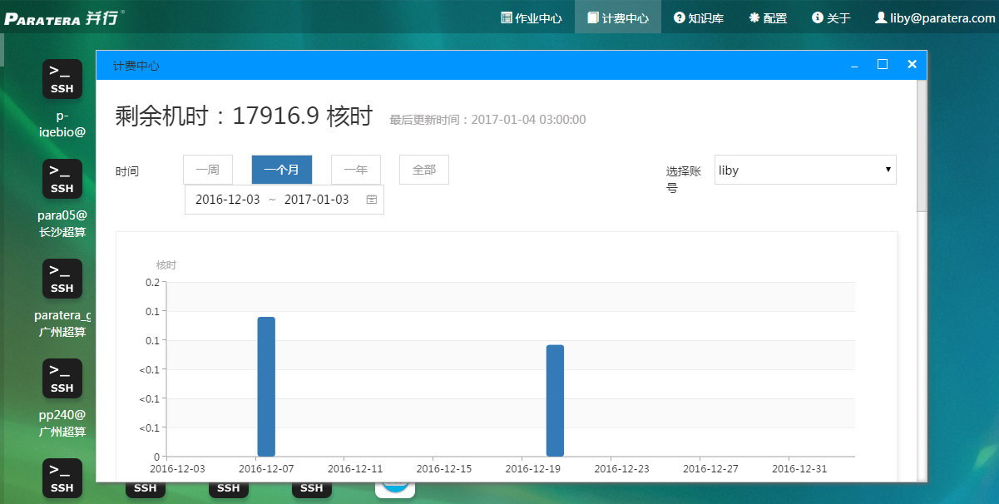 PARATERA 并行®
作业中心
计费中心
知识库
配置
关于
liby@paratera.com
>_
SSH
p-
igebio@
>_
SSH
para05@
长沙超算
>_
SSH
paratera_g
广州超算
>_
SSH
pp240@
广州超算
>_
SSH
SSH
SSH
SSH
计费中心
剩余机时：17916.9 核时 最后更新时间：2017-01-04 03:00:00
时间
一周
一个月
一年
全部
2016-12-03 ~ 2017-01-03
选择账
号
liby
核时
0.2
0.1
0.1
<0.1
<0.1
<0.1
0
2016-12-03
2016-12-07
2016-12-11
2016-12-15
2016-12-19
2016-12-23
2016-12-27
2016-12-31